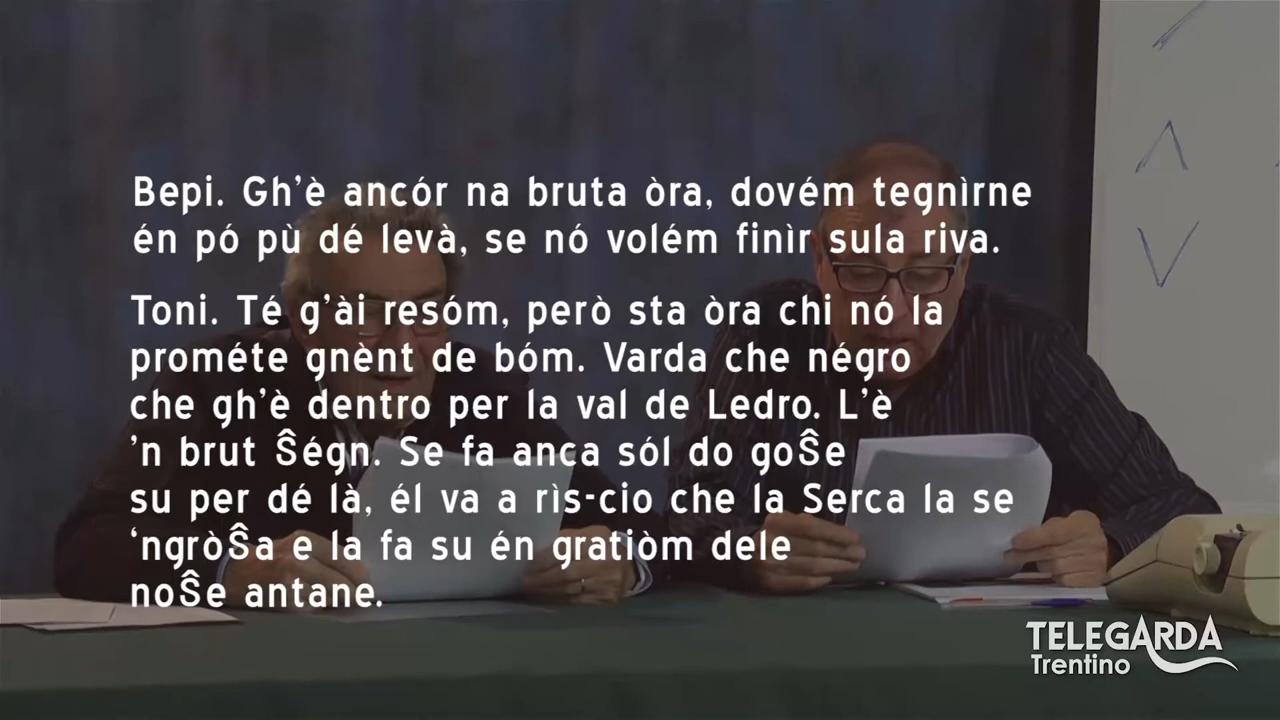 Bepi. Gh'è ancór na bruta òra, dovém tegnìrne
én pó pù dé levà, se nó volém finìr sula riva.
Toni. Té g'ài resóm, però sta òra chi nó la
prométe gnènt de bóm. Varda che négro
che gh'è dentro per la val de Ledro. L'è
'n brut Ŝégn. Se fa anca sól do goŜe
su per dé là, él va a rìs-cio che la Serca la se
‘ngròŜa e la fa su én gratiòm dele
noŜe antane.
TELEGARDA
Trentino